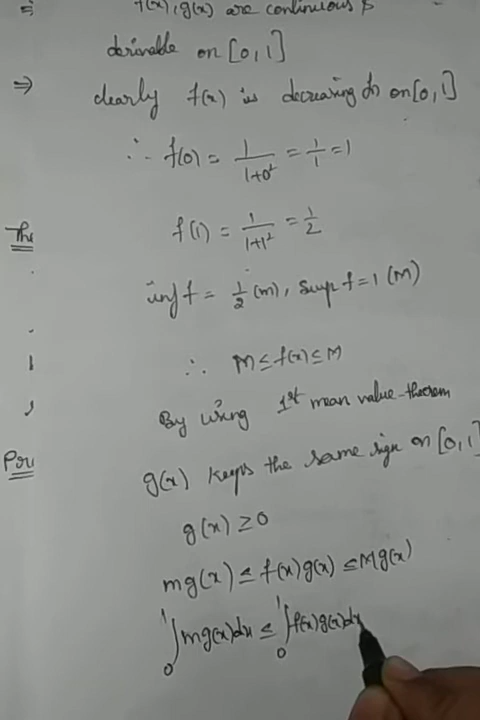 ⇒ f(x), g(x) are continuous &
derivable on [0,1]
⇒ clearly f(x) is decreasing fn on [0,1]
∴ f(0) = 1/(1+0²) = 1/1 = 1
The
f(1) = 1/(1+1²) = 1/2
inf f = 1/2 (m), Sup f = 1 (M)
∴ M ≤ f(x) ≤ M
By using 1st mean value theorem
Por
g(x) keeps the same sign on [0,1]
g(x) ≥ 0
mg(x) ≤ f(x)g(x) ≤ Mg(x)
∫₀¹ mg(x)dx ≤ ∫₀¹ f(x)g(x)dx